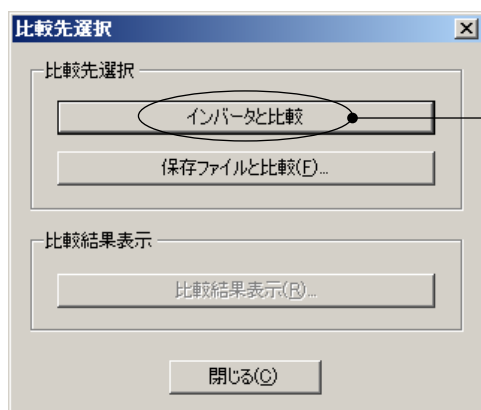 比較先選択
比較先選択
インバータと比較
保存ファイルと比較(F)...
比較結果表示
比較結果表示(R)...
閉じる(C)